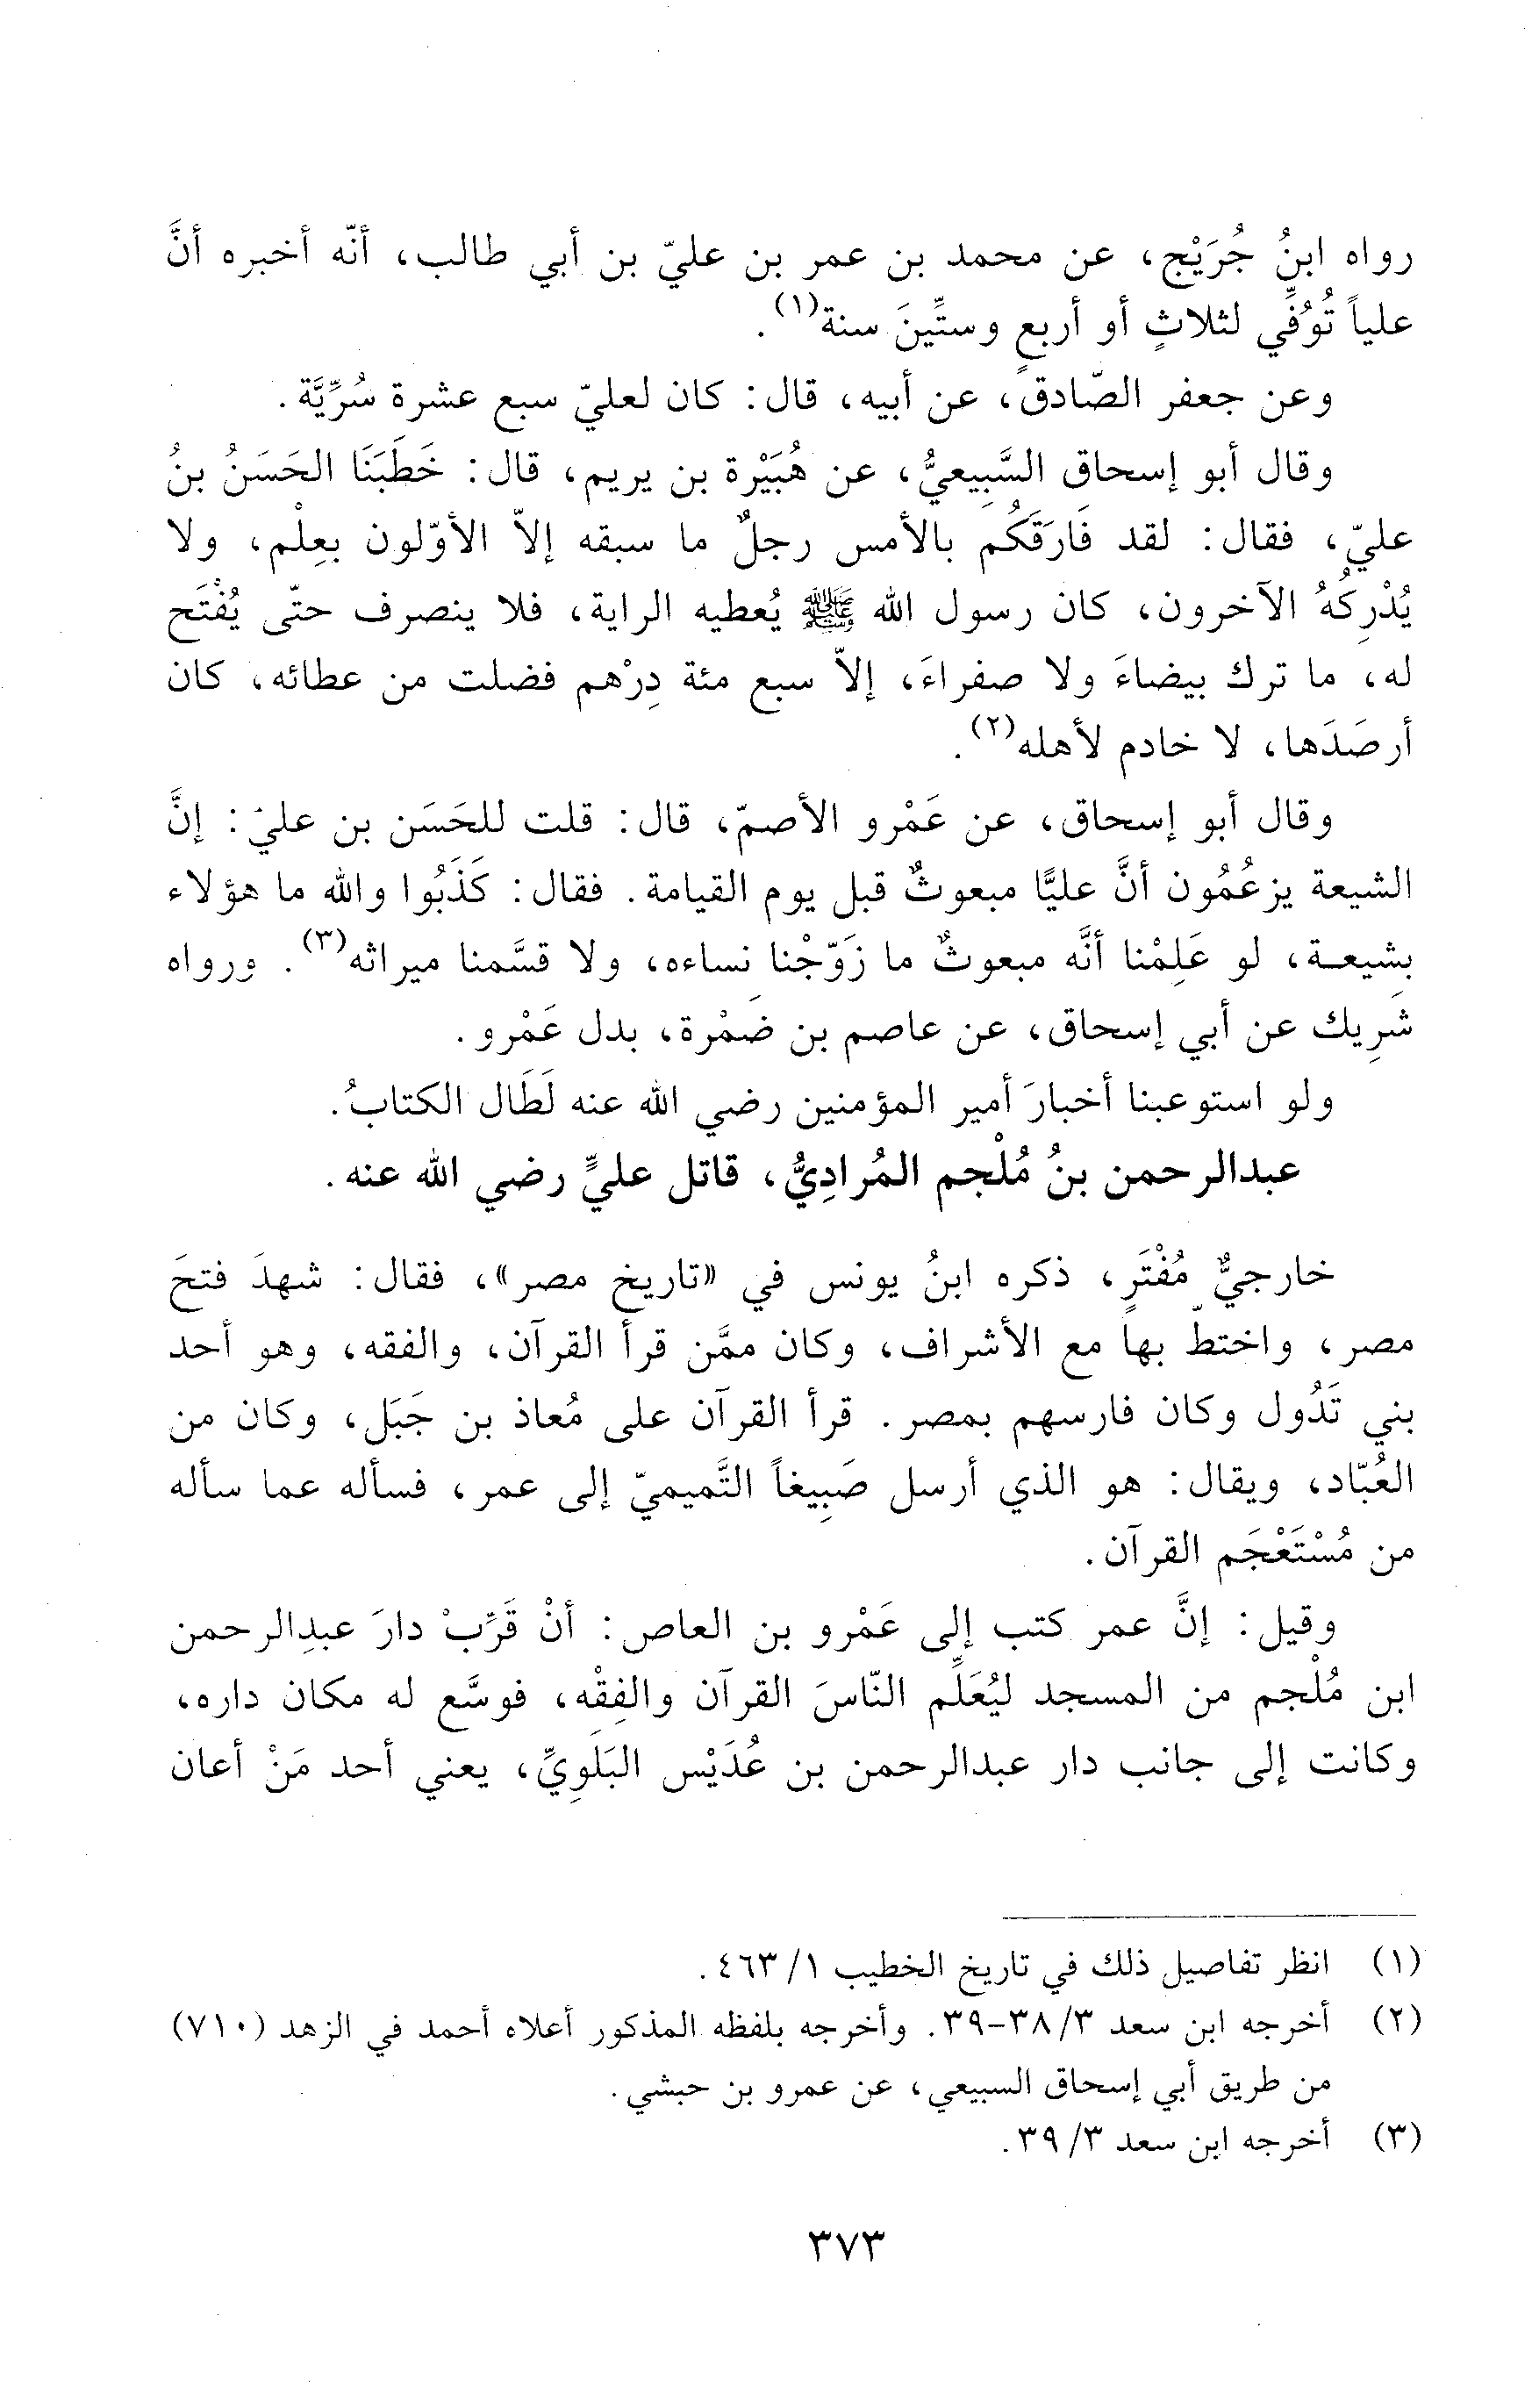 رواه ابنُ جُرَيْج، عن محمد بن عمر بن عليّ بن أبي طالب، أنّه أخبره أنَّ
علياً تُوُفِّي لثلاثٍ أو أربعٍ وستِّينَ سنة(١).
وعن جعفر الصّادق، عن أبيه، قال: كان لعليّ سبع عشرة سُرِّيَّة.
وقال أبو إسحاق السَّبِيعيُّ، عن هُبَيْرة بن يريم، قال: خَطَبَنَا الحَسَنُ بنُ
عليّ، فقال: لقد فَارَقَكُم بالأمس رجلٌ ما سبقه إلاّ الأوّلون بعِلْم، ولا
يُدْرِكُهُ الآخرون، كان رسول الله ﷺ يُعطيه الراية، فلا ينصرف حتّى يُفْتَح
له، ما ترك بيضاءَ ولا صفراءَ، إلاّ سبع مئة دِرْهم فضلت من عطائه، كان
أرصَدَها، لا خادم لأهله(٢).
وقال أبو إسحاق، عن عَمْرو الأصمّ، قال: قلت للحَسَن بن علي: إنَّ
الشيعة يزعُمُون أنَّ عليًّا مبعوثٌ قبل يوم القيامة. فقال: كَذَبُوا والله ما هؤلاء
بِشيعـة، لو عَلِمْنا أنَّه مبعوثٌ ما زَوّجْنا نساءه، ولا قسَّمنا ميراثه(٣). ورواه
شَرِيك عن أبي إسحاق، عن عاصم بن ضَمْرة، بدل عَمْرو.
ولو استوعبنا أخبارَ أمير المؤمنين رضي الله عنه لَطَال الكتابُ.
عبدالرحمن بنُ مُلْجم المُرادِيُّ، قاتل عليٍّ رضي الله عنه.
خارجيٌّ مُفْتَرٍ، ذكره ابنُ يونس في «تاريخ مصر»، فقال: شهدَ فتحَ
مصر، واختطّ بها مع الأشراف، وكان ممَّن قرأ القرآن، والفقه، وهو أحد
بني تَدُول وكان فارسهم بمصر. قرأ القرآن على مُعاذ بن جَبَل، وكان من
العُبّاد، ويقال: هو الذي أرسل صَبِيغاً التَّميميّ إلى عمر، فسأله عما سأله
من مُسْتَعْجَم القرآن.
وقيل: إنَّ عمر كتب إلى عَمْرو بن العاص: أنْ قَرِّبْ دارَ عبدِالرحمن
ابن مُلْجم من المسجد ليُعَلِّم النّاسَ القرآن والفِقْه، فوسَّع له مكان داره،
وكانت إلى جانب دار عبدالرحمن بن عُدَيْس البَلَوِيِّ، يعني أحد مَنْ أعان
(١) انظر تفاصيل ذلك في تاريخ الخطيب ١/ ٤٦٣.
(٢) أخرجه ابن سعد ٣/ ٣٨-٣٩. وأخرجه بلفظه المذكور أعلاه أحمد في الزهد (٧١٠)
من طريق أبي إسحاق السبيعي، عن عمرو بن حبشي.
(٣) أخرجه ابن سعد ٣/ ٣٩.
٣٧٣